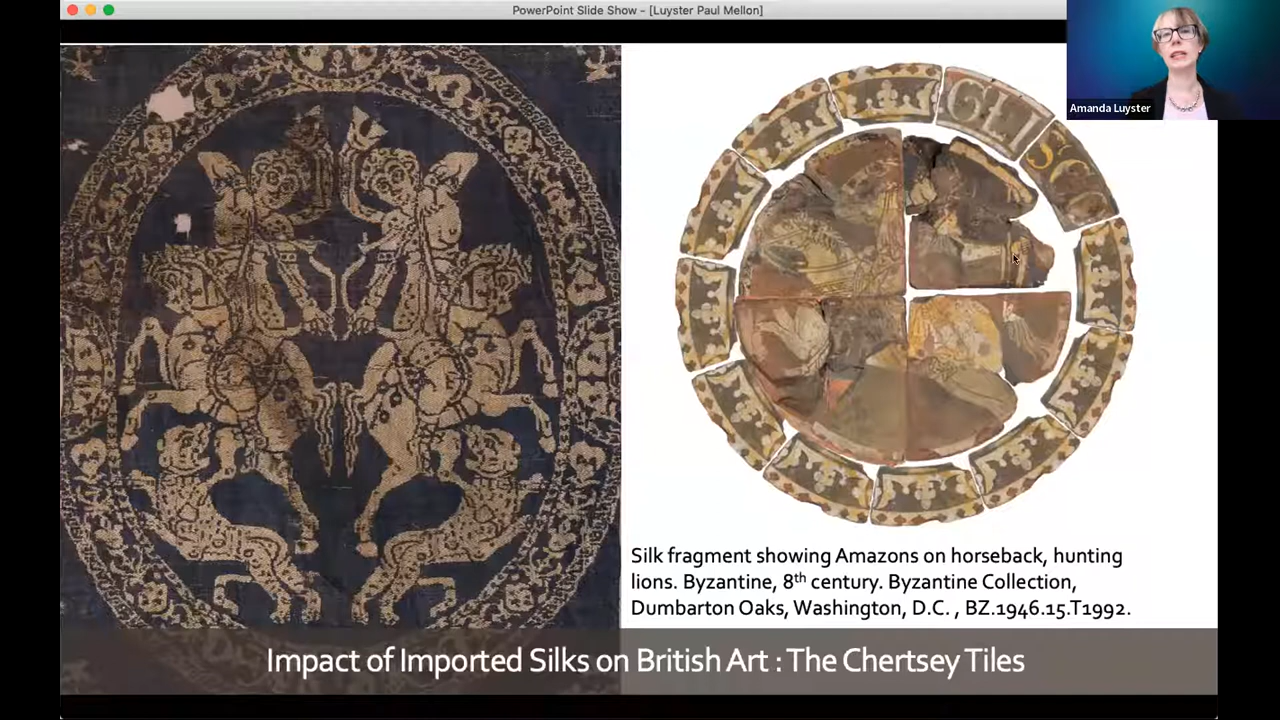 PowerPoint Slide Show - [Luyster Paul Mellon]
Amanda Luyster
Silk fragment showing Amazons on horseback, hunting
lions. Byzantine, 8th century. Byzantine Collection,
Dumbarton Oaks, Washington, D.C. , BZ.1946.15.T1992.
Impact of Imported Silks on British Art : The Chertsey Tiles